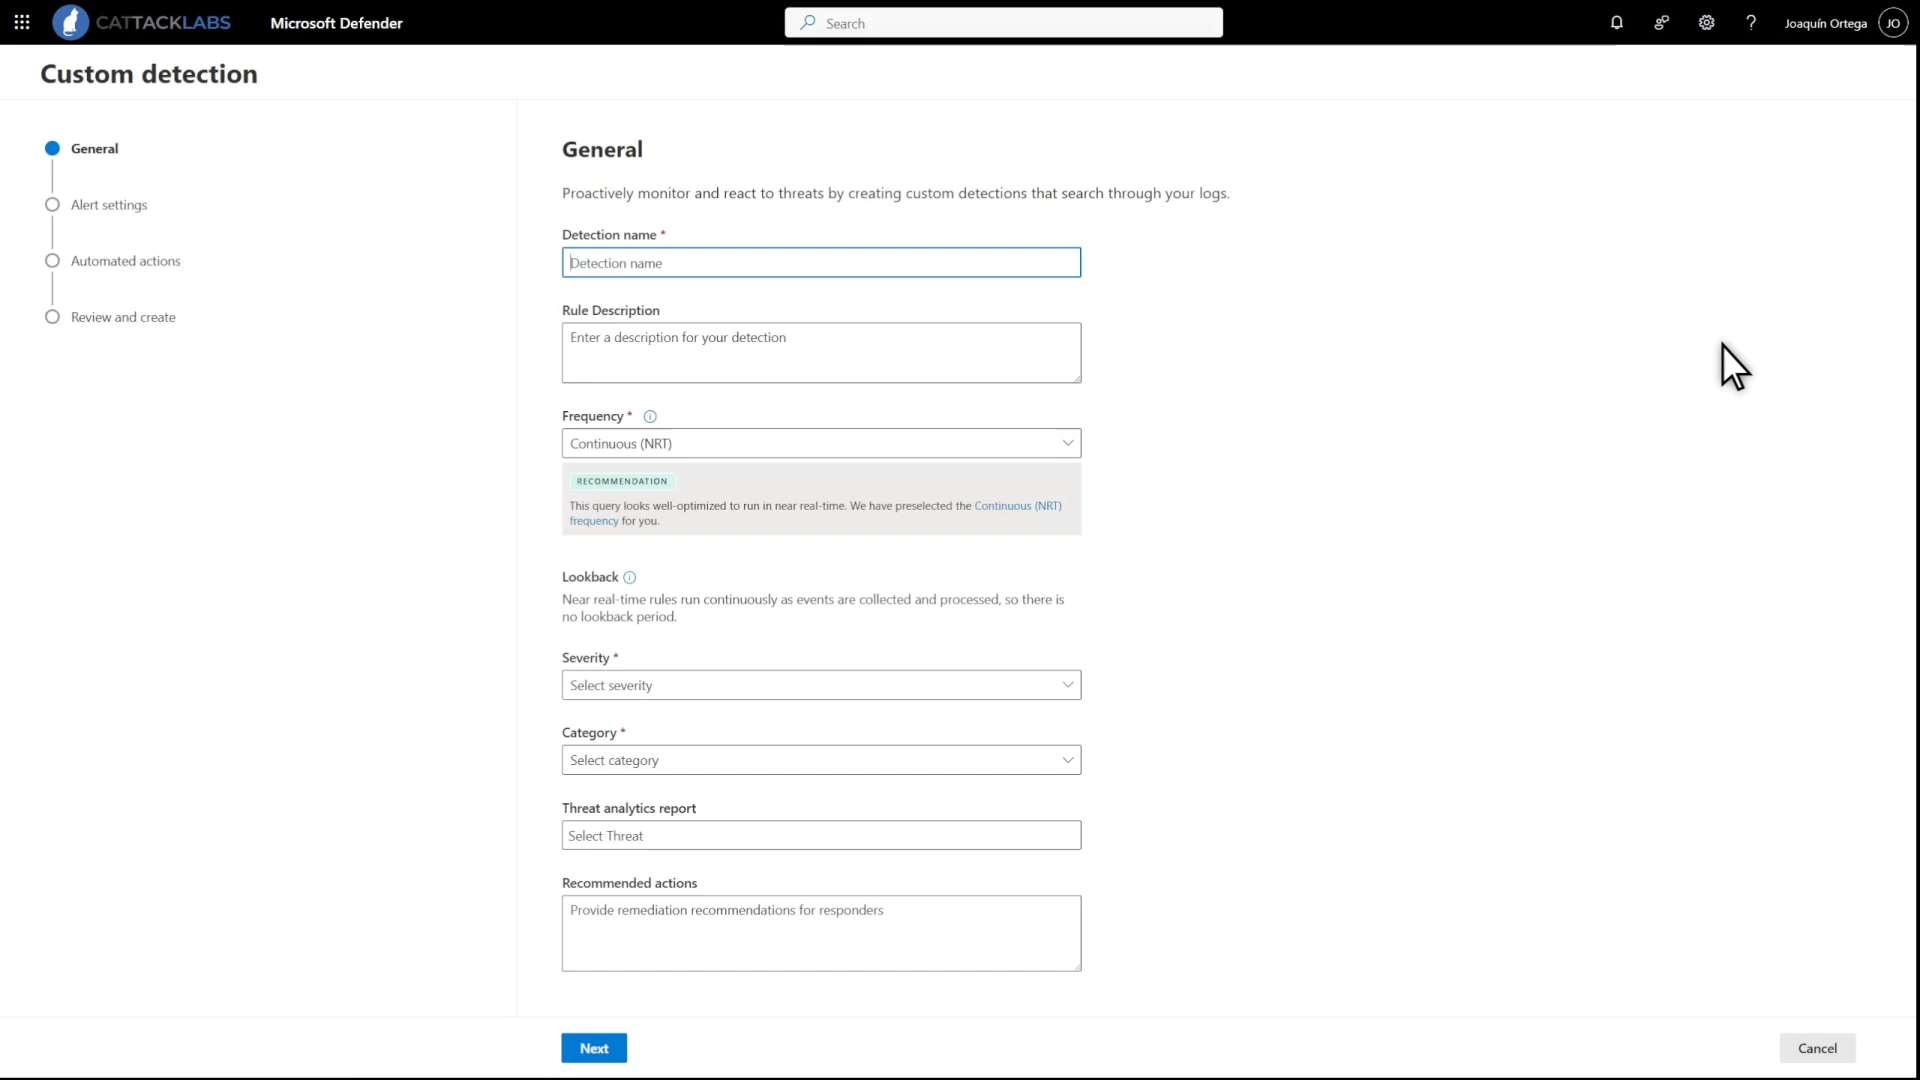 CATTACKLABS
Microsoft Defender
Search
Joaquín Ortega
JO
Custom detection
General
Alert settings
Automated actions
Review and create
General
Proactively monitor and react to threats by creating custom detections that search through your logs.
Detection name *
Detection name
Rule Description
Enter a description for your detection
Frequency *
Continuous (NRT)
RECOMMENDATION
This query looks well-optimized to run in near real-time. We have preselected the Continuous (NRT)
frequency for you.
Lookback
Near real-time rules run continuously as events are collected and processed, so there is
no lookback period.
Severity *
Select severity
Category *
Select category
Threat analytics report
Select Threat
Recommended actions
Provide remediation recommendations for responders
Next
Cancel